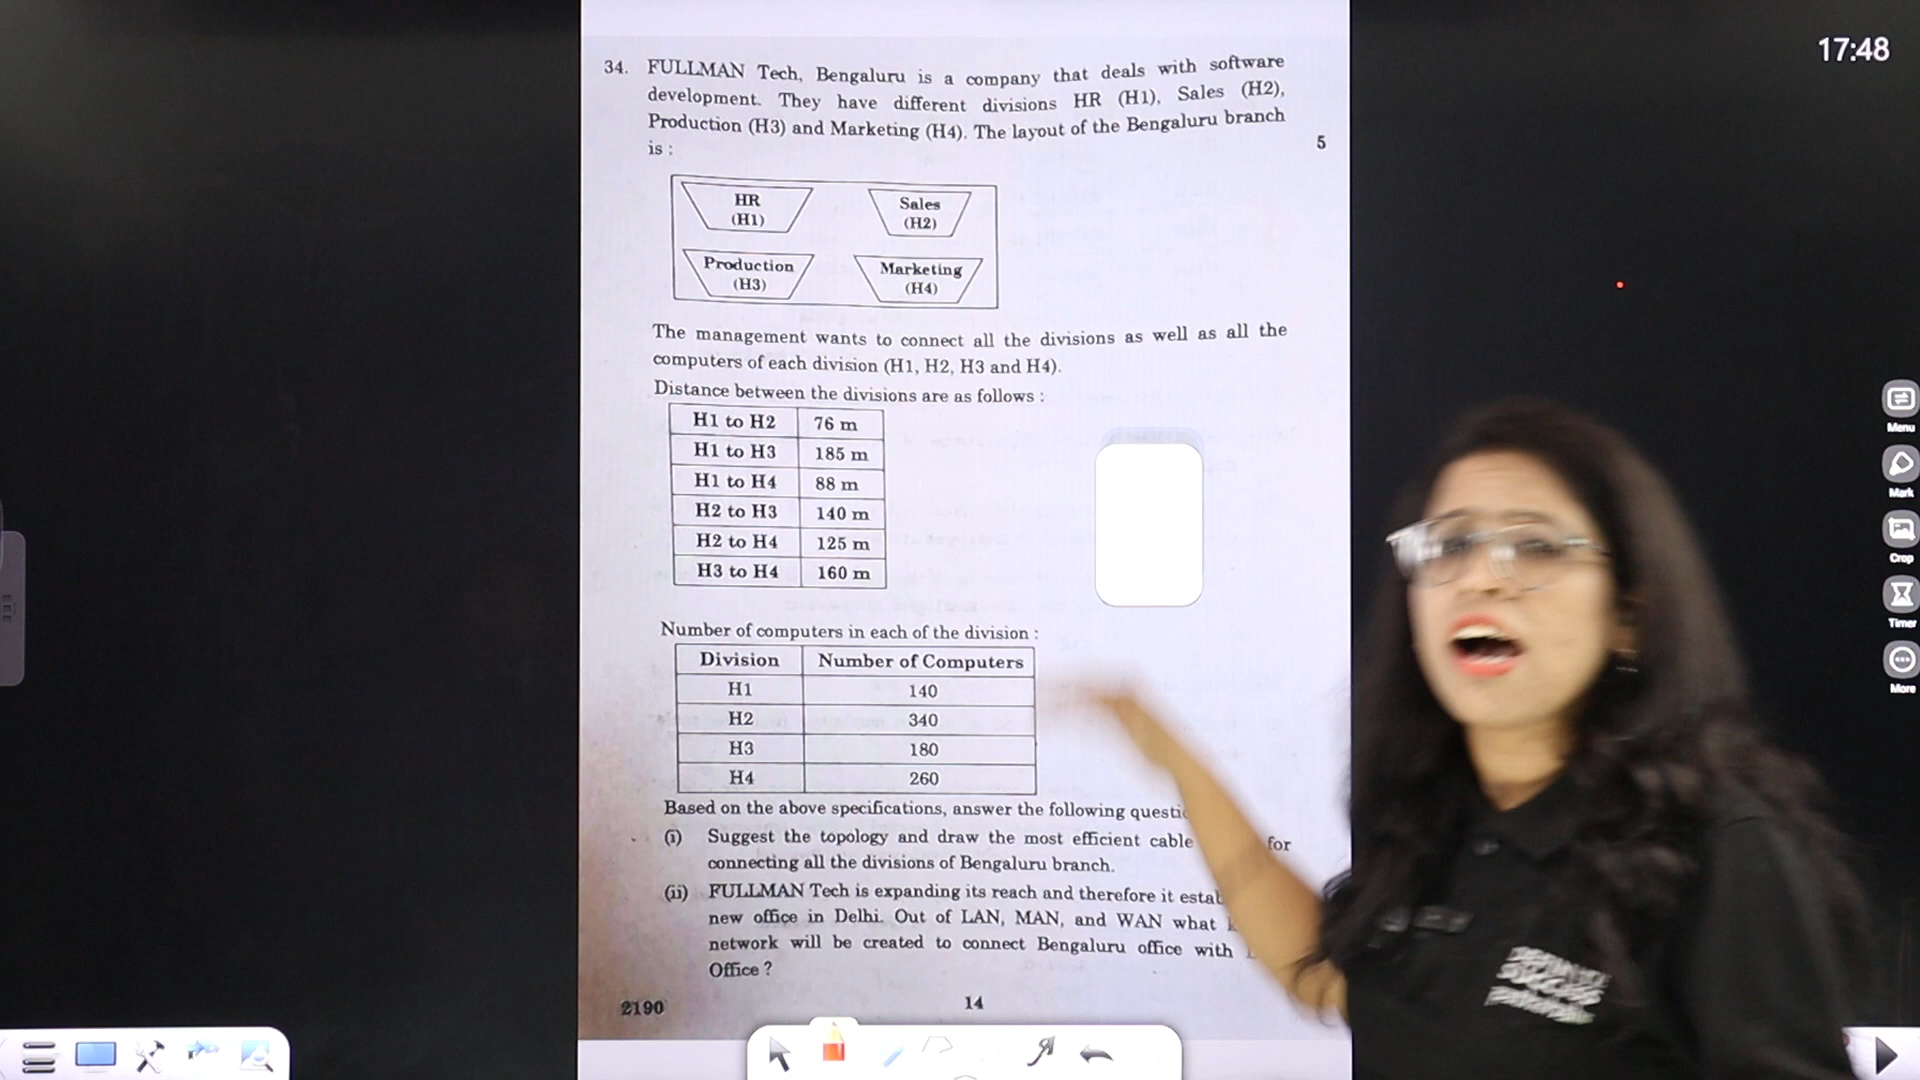 17:48
34. FULLMAN Tech, Bengaluru is a company that deals with software
development. They have different divisions HR (H1), Sales (H2),
Production (H3) and Marketing (H4). The layout of the Bengaluru branch
is :
5
HR
(H1)
Sales
(H2)
Production
(H3)
Marketing
(H4)
The management wants to connect all the divisions as well as all the
computers of each division (H1, H2, H3 and H4).
Distance between the divisions are as follows :
H1 to H2 76 m
H1 to H3 185 m
H1 to H4 88 m
H2 to H3 140 m
H2 to H4 125 m
H3 to H4 160 m
Number of computers in each of the division :
Division Number of Computers
H1 140
H2 340
H3 180
H4 260
Based on the above specifications, answer the following
(i) Suggest the topology and draw the most efficient cable for
connecting all the divisions of Bengaluru branch.
(ii) FULLMAN Tech is expanding its reach and therefore it
new office in Delhi. Out of LAN, MAN, and WAN what
network will be created to connect Bengaluru office with
Office ?
2190
14
Menu
Mark
Crop
Timer
More